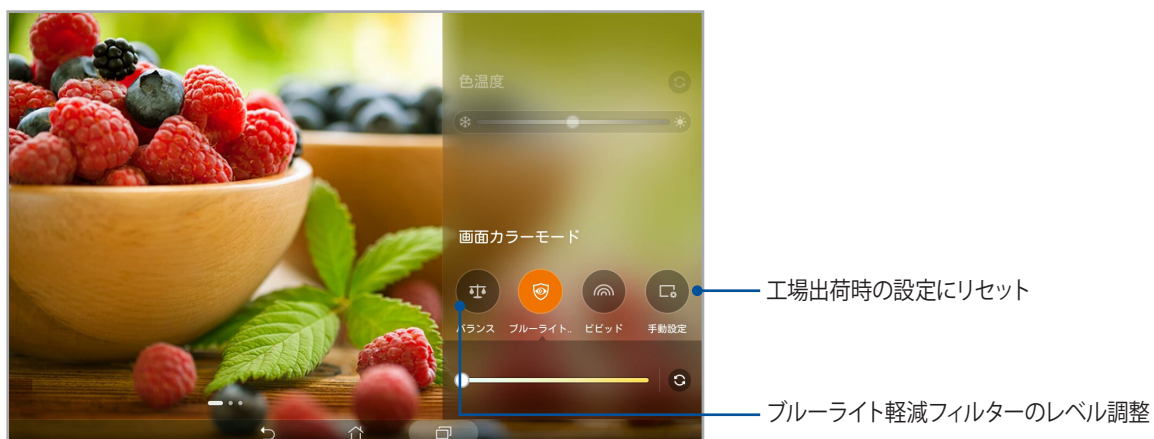 色温度
画面カラーモード
バランス ブルーライト.. ビビッド 手動設定
工場出荷時の設定にリセット
ブルーライト軽減フィルターのレベル調整